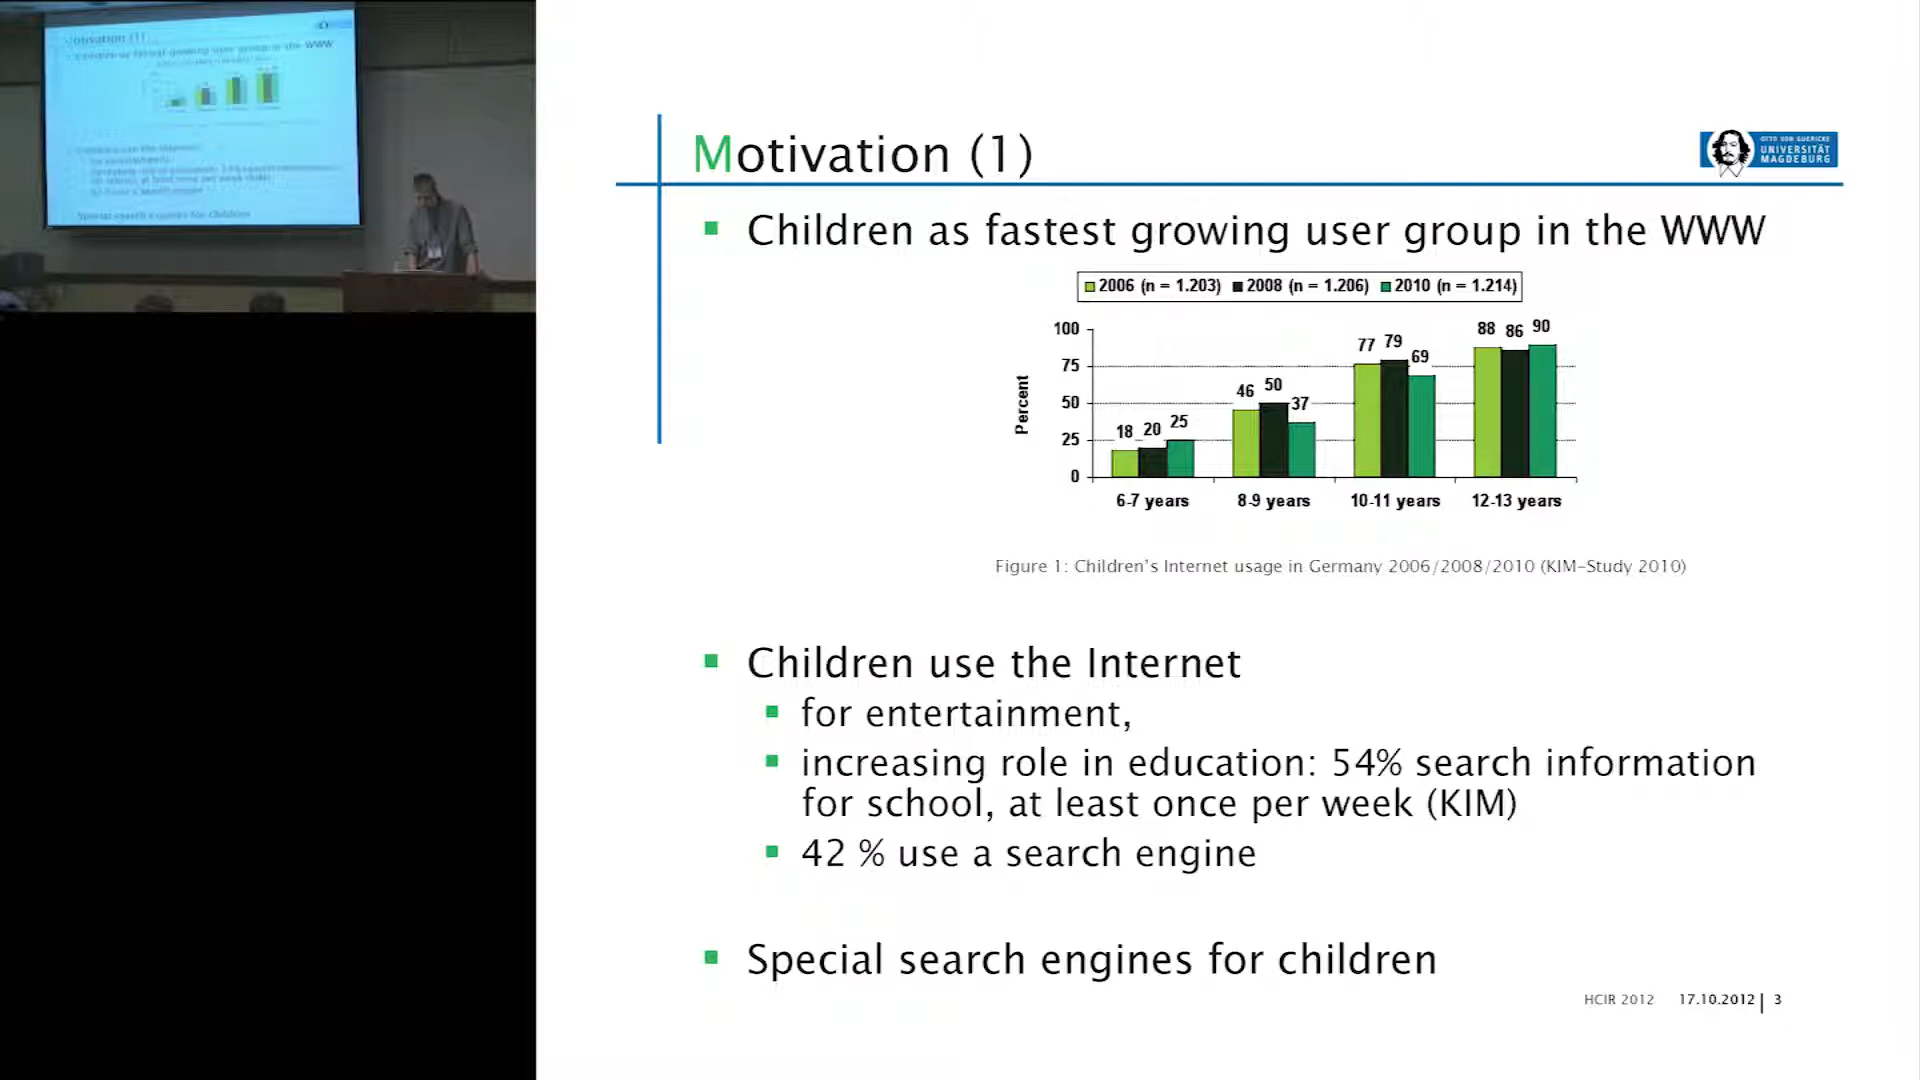 Motivation (1)
OTTO VON GUERICKE
UNIVERSITÄT
MAGDEBURG
Children as fastest growing user group in the WWW
2006 (n = 1.203) 2008 (n = 1.206) 2010 (n = 1.214)
Percent
100
75
50
25
0
18 20 25
46 50 37
77 79 69
88 86 90
6-7 years 8-9 years 10-11 years 12-13 years
Figure 1: Children's Internet usage in Germany 2006/2008/2010 (KIM-Study 2010)
Children use the Internet
for entertainment,
increasing role in education: 54% search information
for school, at least once per week (KIM)
42 % use a search engine
Special search engines for children
HCIR 2012 17.10.2012 | 3